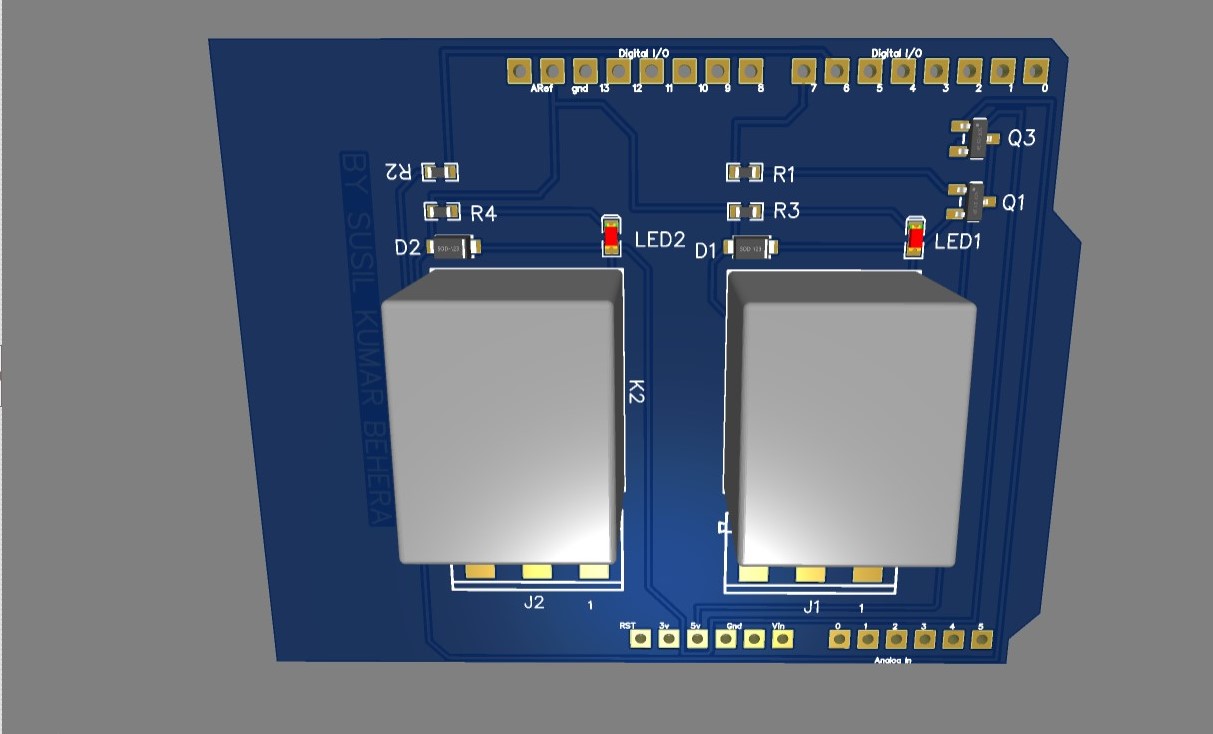 Digital I/O Digital I/O
ARef gnd 13 12 11 10 9 8 7 6 5 4 3 2 1 0
Q3
R2 R1
Q1
R4 R3
D2 LED2 D1 LED1
SOD-123
BY SUSIL KUMAR BEHERA
K2
J2 1 J1 1
RST 3v 5v Gnd Vin 0 1 2 3 4 5
Analog In